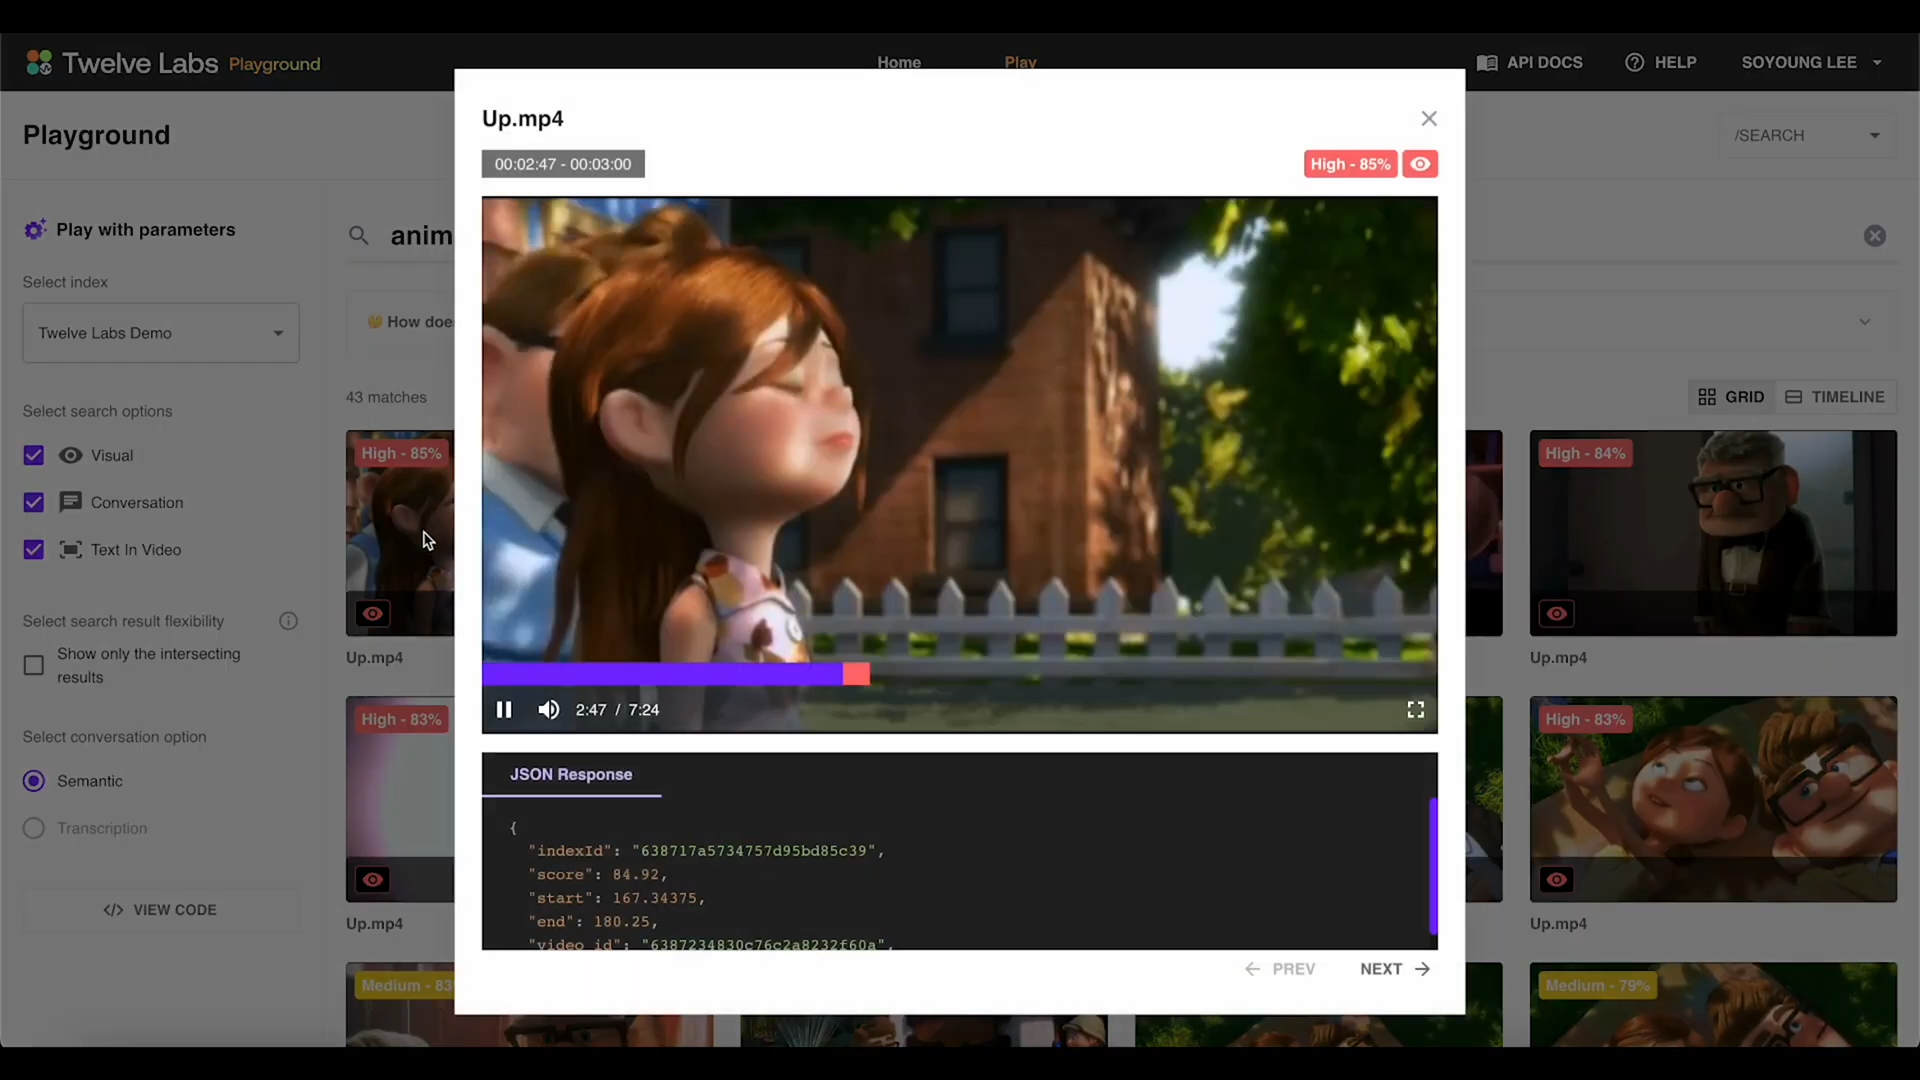 Twelve Labs Playground
Home
Play
API DOCS
HELP
SOYOUNG LEE
Playground
/SEARCH
Play with parameters
Select index
Twelve Labs Demo
Select search options
Visual
Conversation
Text In Video
Select search result flexibility
Show only the intersecting
results
Select conversation option
Semantic
Transcription
</> VIEW CODE
anim
How doe
43 matches
GRID
TIMELINE
High - 85%
Up.mp4
High - 84%
Up.mp4
High - 83%
Up.mp4
High - 83%
Up.mp4
Medium - 83
Medium - 79%
Up.mp4
00:02:47 - 00:03:00
High - 85%
2:47 / 7:24
JSON Response
{
"indexId": "638717a5734757d95bd85c39",
"score": 84.92,
"start": 167.34375,
"end": 180.25,
"video_id": "6387234830c76c2a8232f60a",
PREV
NEXT